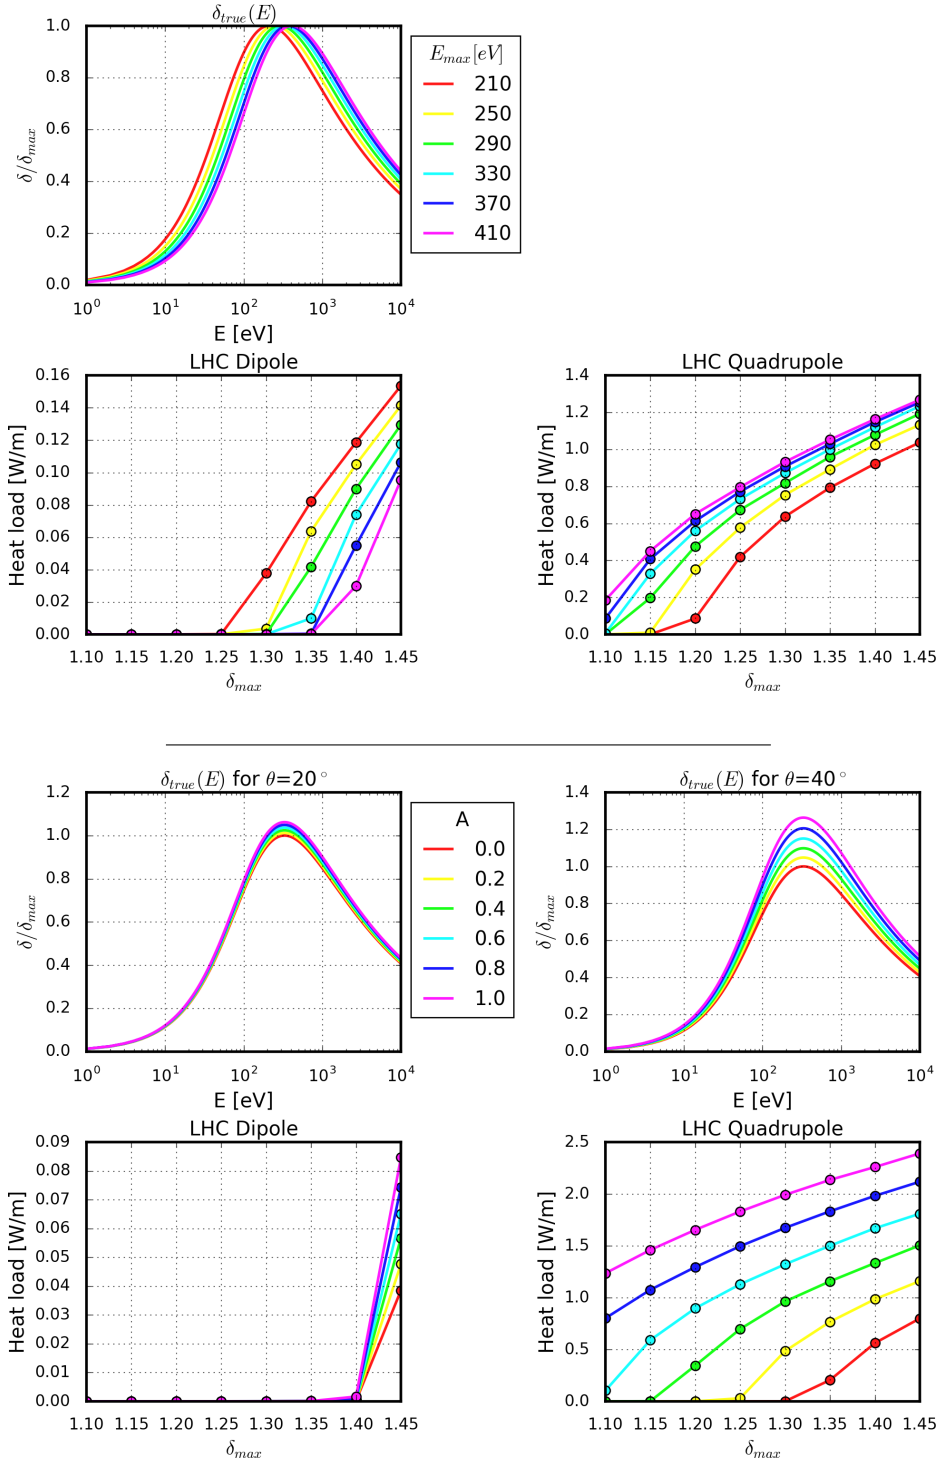 δ_true(E)
1.0
0.8
0.6
0.4
0.2
0.0
δ/δ_max
10^0 10^1 10^2 10^3 10^4
E [eV]
E_max[eV]
210
250
290
330
370
410
LHC Dipole
0.16
0.14
0.12
0.10
0.08
0.06
0.04
0.02
0.00
Heat load [W/m]
1.10 1.15 1.20 1.25 1.30 1.35 1.40 1.45
δ_max
LHC Quadrupole
1.4
1.2
1.0
0.8
0.6
0.4
0.2
0.0
Heat load [W/m]
1.10 1.15 1.20 1.25 1.30 1.35 1.40 1.45
δ_max
δ_true(E) for θ=20°
1.2
1.0
0.8
0.6
0.4
0.2
0.0
δ/δ_max
10^0 10^1 10^2 10^3 10^4
E [eV]
A
0.0
0.2
0.4
0.6
0.8
1.0
δ_true(E) for θ=40°
1.4
1.2
1.0
0.8
0.6
0.4
0.2
0.0
δ/δ_max
10^0 10^1 10^2 10^3 10^4
E [eV]
LHC Dipole
0.09
0.08
0.07
0.06
0.05
0.04
0.03
0.02
0.01
0.00
Heat load [W/m]
1.10 1.15 1.20 1.25 1.30 1.35 1.40 1.45
δ_max
LHC Quadrupole
2.5
2.0
1.5
1.0
0.5
0.0
Heat load [W/m]
1.10 1.15 1.20 1.25 1.30 1.35 1.40 1.45
δ_max